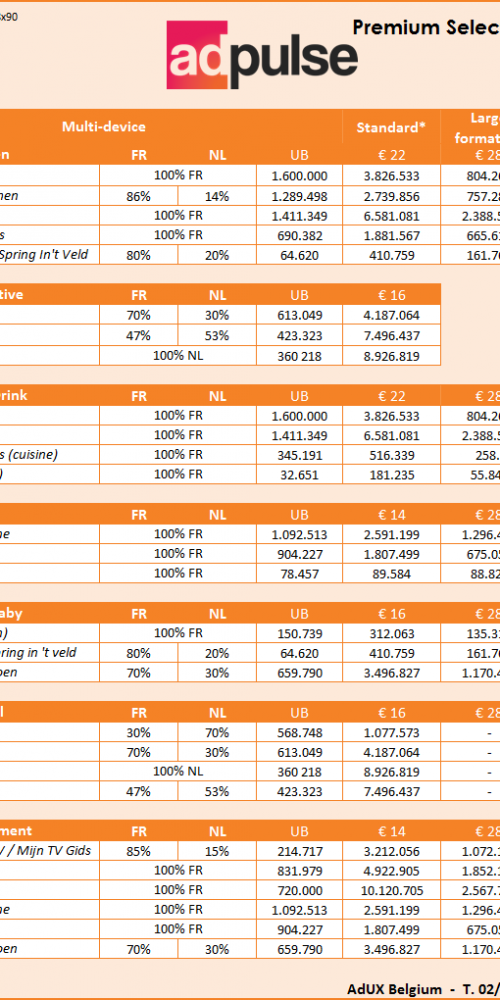 x90
Premium Selec
adpulse
Multi-device Standard* Larg
format
n FR NL UB € 22 € 28
100% FR 1.600.000 3.826.533 804.2
nen 86% 14% 1.289.498 2.739.856 757.28
100% FR 1.411.349 6.581.081 2.388.5
s 100% FR 690.382 1.881.567 665.6
Spring In't Veld 80% 20% 64.620 410.759 161.7
tive FR NL UB € 16
70% 30% 613.049 4.187.064
47% 53% 423.323 7.496.437
100% NL 360 218 8.926.819
rink FR NL UB € 22 € 28
100% FR 1.600.000 3.826.533 804.2
100% FR 1.411.349 6.581.081 2.388.5
s (cuisine) 100% FR 345.191 516.339 258.
) 100% FR 32.651 181.235 55.84
FR NL UB € 14 € 28
ne 100% FR 1.092.513 2.591.199 1.296.4
100% FR 904.227 1.807.499 675.05
100% FR 78.457 89.584 88.82
aby FR NL UB € 16 € 28
) 100% FR 150.739 312.063 135.3
ring in 't veld 80% 20% 64.620 410.759 161.7
pen 70% 30% 659.790 3.496.827 1.170.4
l FR NL UB € 16 € 28
30% 70% 568.748 1.077.573 -
70% 30% 613.049 4.187.064 -
100% NL 360 218 8.926.819 -
47% 53% 423.323 7.496.437 -
ment FR NL UB € 14 € 28
/ / Mijn TV Gids 85% 15% 214.717 3.212.056 1.072.1
100% FR 831.979 4.922.905 1.852.1
100% FR 720.000 10.120.705 2.567.7
ne 100% FR 1.092.513 2.591.199 1.296.4
100% FR 904.227 1.807.499 675.05
pen 70% 30% 659.790 3.496.827 1.170.4
AdUX Belgium - T. 02/